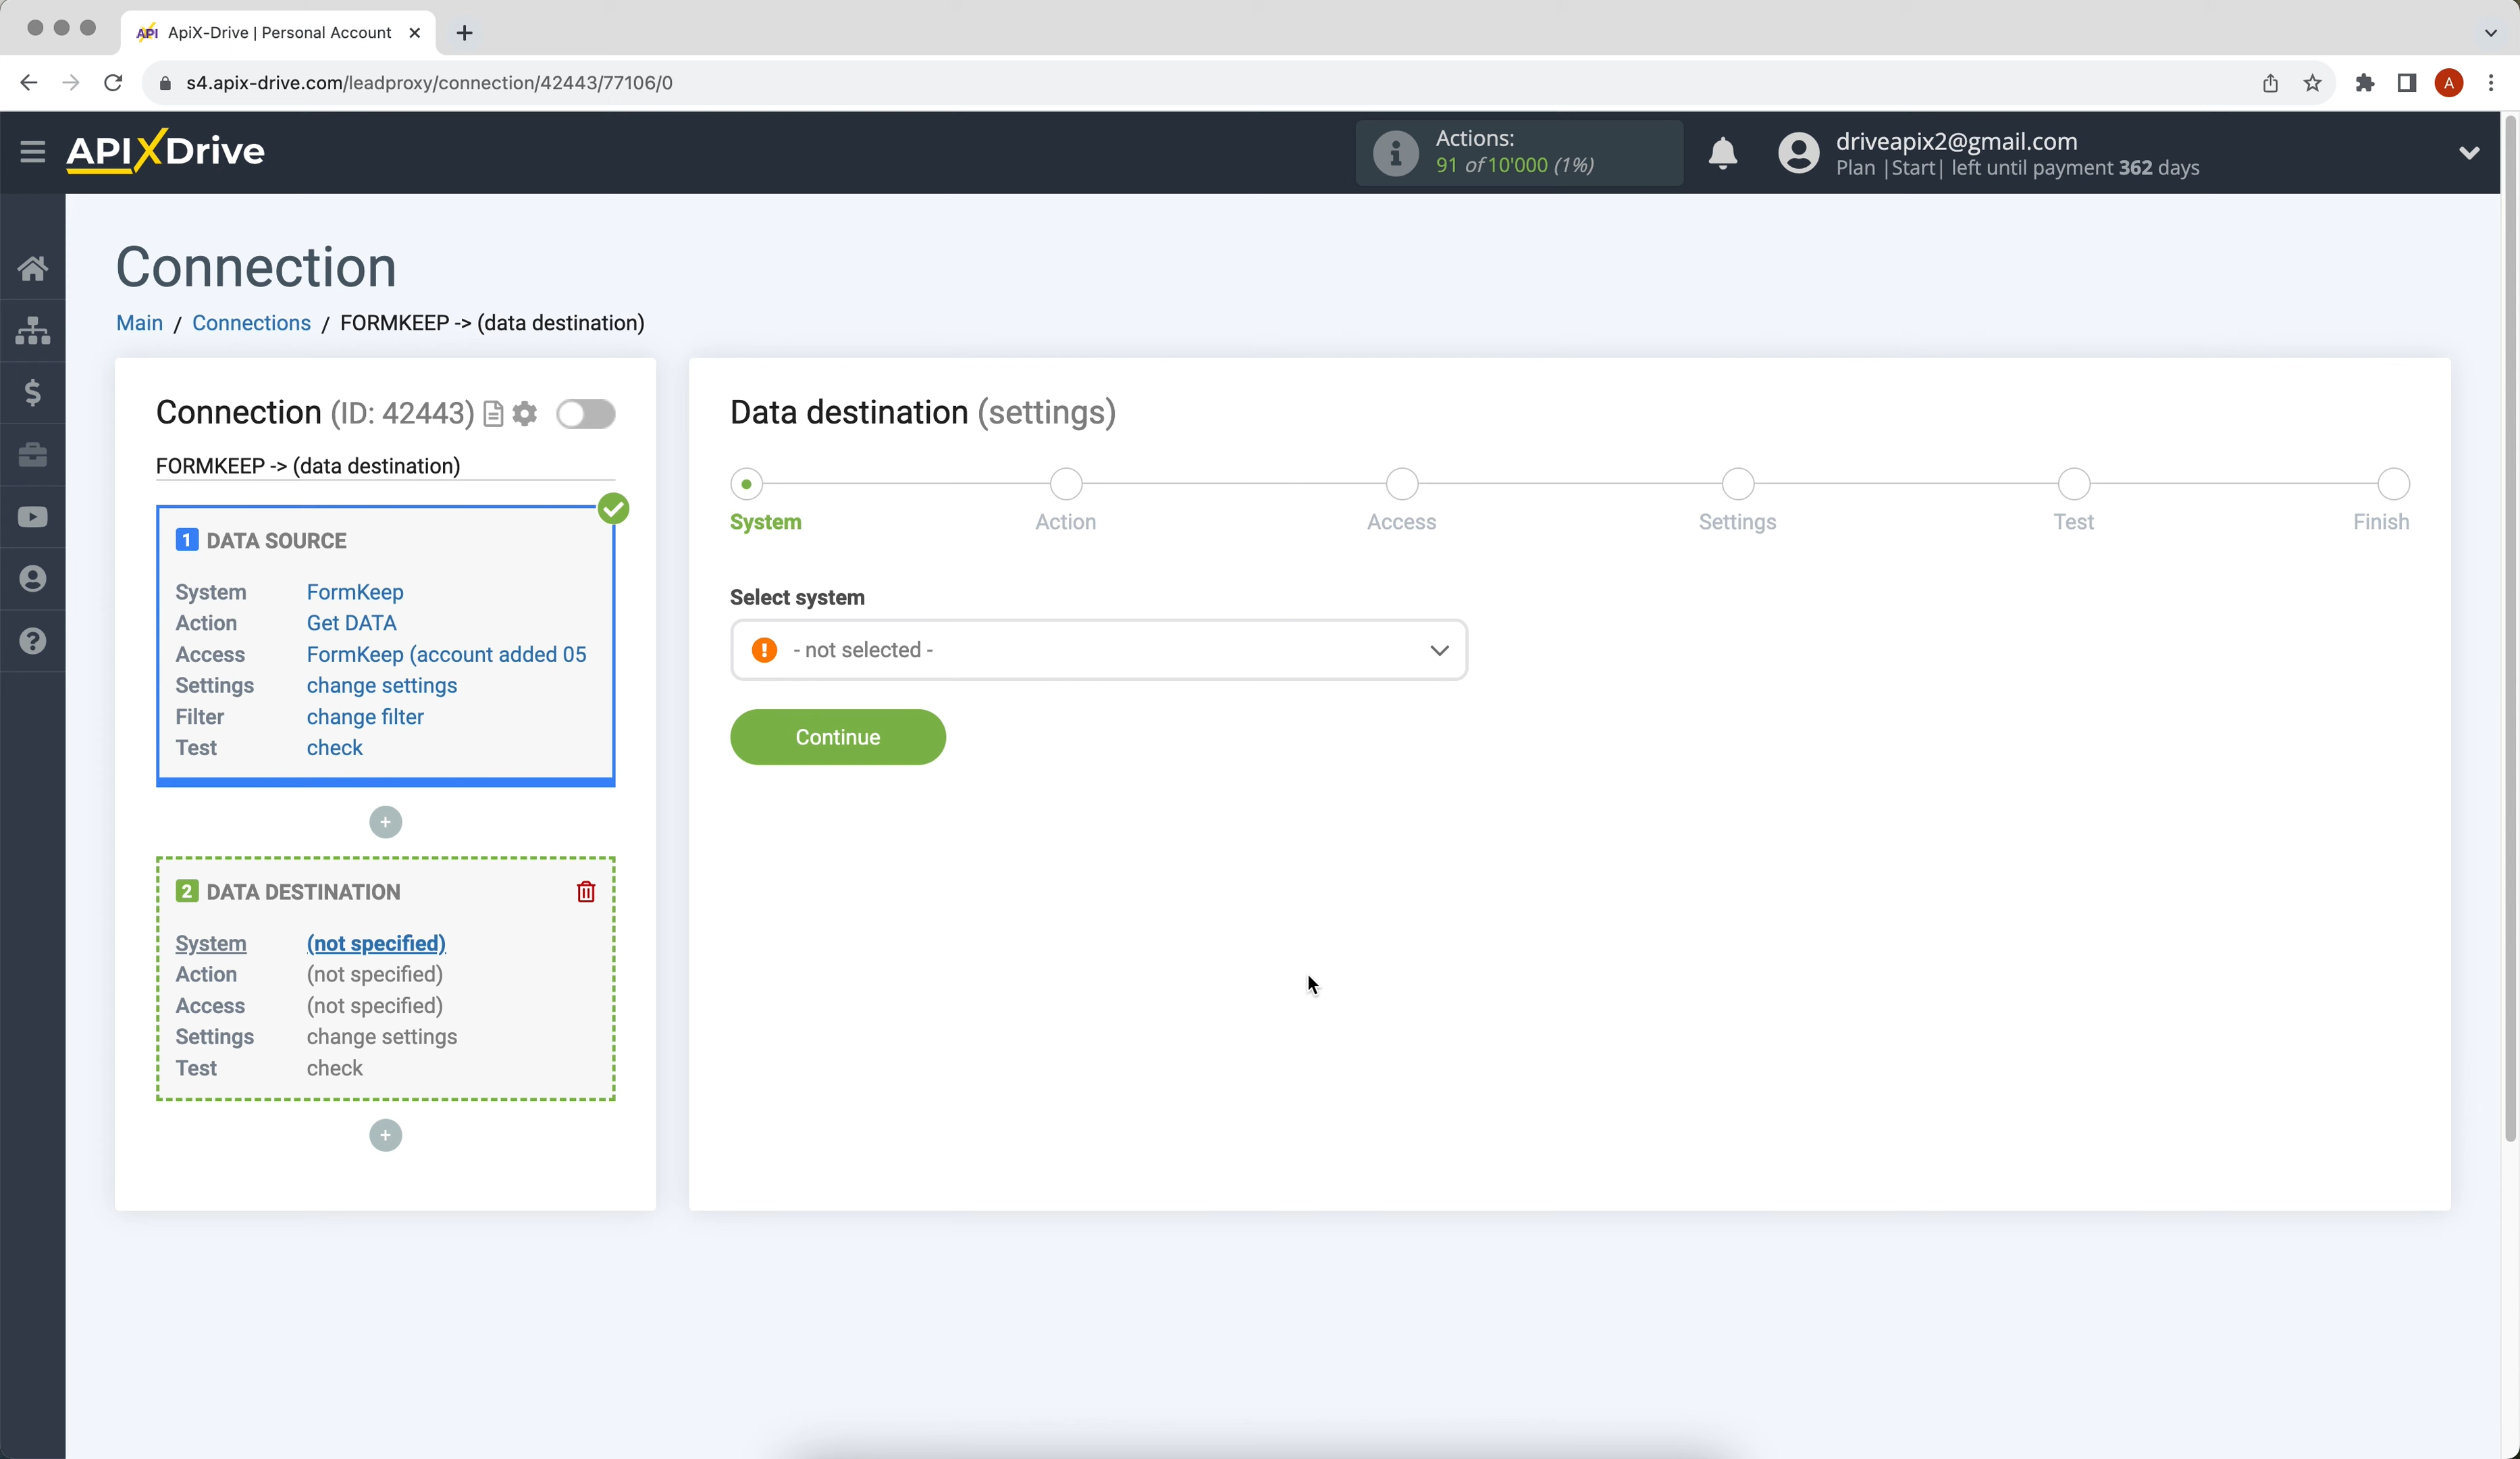 ApiX-Drive | Personal Account
s4.apix-drive.com/leadproxy/connection/42443/77106/0
A
APIXDrive
Actions:
91 of 10'000 (1%)
driveapix2@gmail.com
Plan |Start| left until payment 362 days
Connection
Main / Connections / FORMKEEP -> (data destination)
Connection (ID: 42443)
FORMKEEP -> (data destination)
1 DATA SOURCE
System FormKeep
Action Get DATA
Access FormKeep (account added 05
Settings change settings
Filter change filter
Test check
2 DATA DESTINATION
System (not specified)
Action (not specified)
Access (not specified)
Settings change settings
Test check
Data destination (settings)
System Action Access Settings Test Finish
Select system
- not selected -
Continue